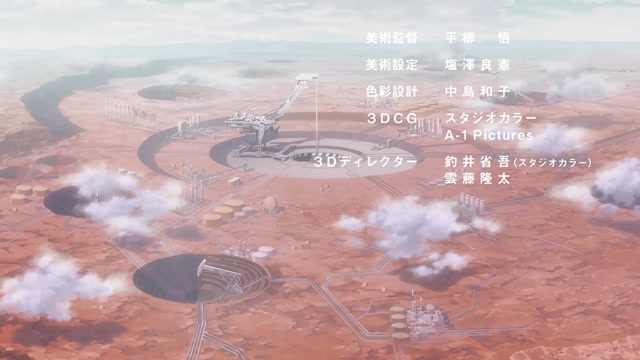 美術監督 平柳 悟
美術設定 塩澤良憲
色彩設計 中島和子
3DCG スタジオカラー
A-1 Pictures
3Dディレクター 釣井省吾(スタジオカラー)
雲藤隆太